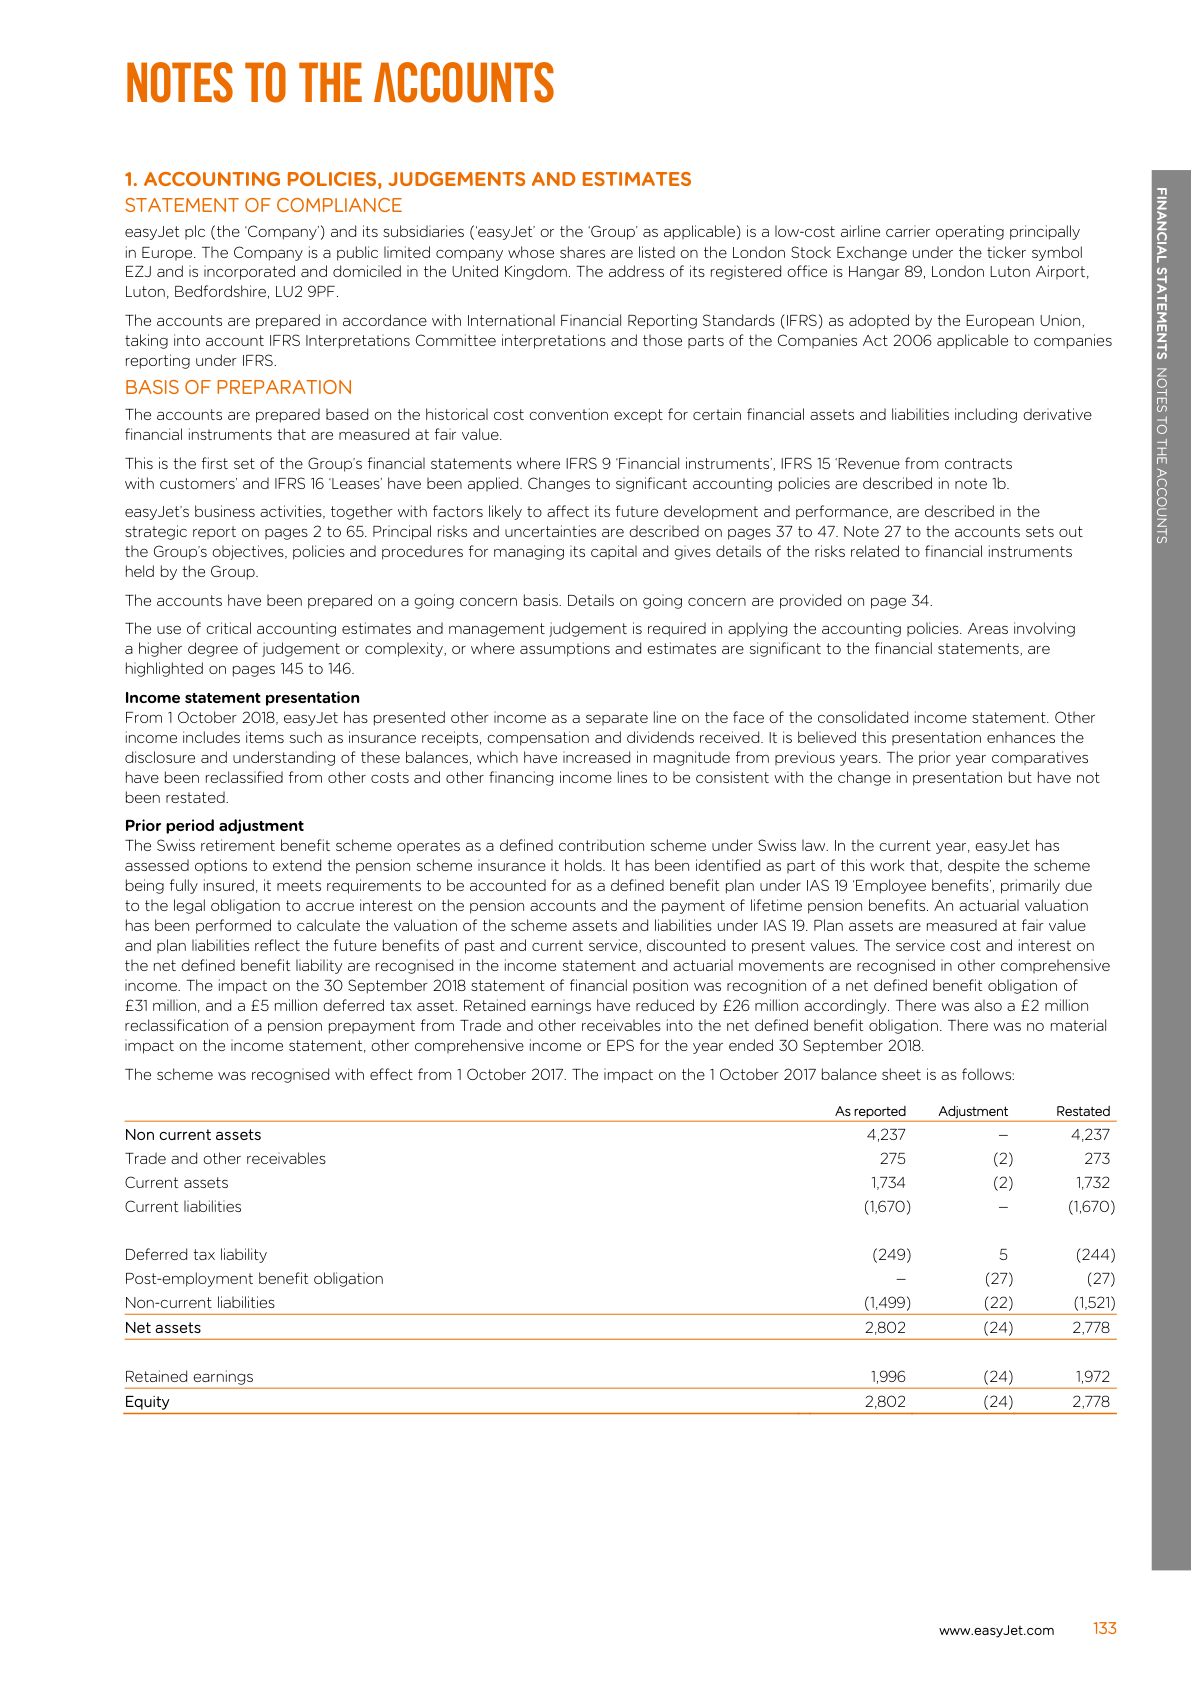 NOTES TO THE ACCOUNTS
1. ACCOUNTING POLICIES, JUDGEMENTS AND ESTIMATES
STATEMENT OF COMPLIANCE
easyJet plc (the ‘Company’) and its subsidiaries (‘easyJet’ or the ‘Group’ as applicable) is a low-cost airline carrier operating principally
in Europe. The Company is a public limited company whose shares are listed on the London Stock Exchange under the ticker symbol
EZJ and is incorporated and domiciled in the United Kingdom. The address of its registered office is Hangar 89, London Luton Airport,
Luton, Bedfordshire, LU2 9PF.
The accounts are prepared in accordance with International Financial Reporting Standards (IFRS) as adopted by the European Union,
taking into account IFRS Interpretations Committee interpretations and those parts of the Companies Act 2006 applicable to companies
reporting under IFRS.
BASIS OF PREPARATION
The accounts are prepared based on the historical cost convention except for certain financial assets and liabilities including derivative
financial instruments that are measured at fair value.
This is the first set of the Group’s financial statements where IFRS 9 ‘Financial instruments’, IFRS 15 ‘Revenue from contracts
with customers’ and IFRS 16 ‘Leases’ have been applied. Changes to significant accounting policies are described in note 1b.
easyJet’s business activities, together with factors likely to affect its future development and performance, are described in the
strategic report on pages 2 to 65. Principal risks and uncertainties are described on pages 37 to 47. Note 27 to the accounts sets out
the Group’s objectives, policies and procedures for managing its capital and gives details of the risks related to financial instruments
held by the Group.
The accounts have been prepared on a going concern basis. Details on going concern are provided on page 34.
The use of critical accounting estimates and management judgement is required in applying the accounting policies. Areas involving
a higher degree of judgement or complexity, or where assumptions and estimates are significant to the financial statements, are
highlighted on pages 145 to 146.
Income statement presentation
From 1 October 2018, easyJet has presented other income as a separate line on the face of the consolidated income statement. Other
income includes items such as insurance receipts, compensation and dividends received. It is believed this presentation enhances the
disclosure and understanding of these balances, which have increased in magnitude from previous years. The prior year comparatives
have been reclassified from other costs and other financing income lines to be consistent with the change in presentation but have not
been restated.
Prior period adjustment
The Swiss retirement benefit scheme operates as a defined contribution scheme under Swiss law. In the current year, easyJet has
assessed options to extend the pension scheme insurance it holds. It has been identified as part of this work that, despite the scheme
being fully insured, it meets requirements to be accounted for as a defined benefit plan under IAS 19 ‘Employee benefits’, primarily due
to the legal obligation to accrue interest on the pension accounts and the payment of lifetime pension benefits. An actuarial valuation
has been performed to calculate the valuation of the scheme assets and liabilities under IAS 19. Plan assets are measured at fair value
and plan liabilities reflect the future benefits of past and current service, discounted to present values. The service cost and interest on
the net defined benefit liability are recognised in the income statement and actuarial movements are recognised in other comprehensive
income. The impact on the 30 September 2018 statement of financial position was recognition of a net defined benefit obligation of
£31 million, and a £5 million deferred tax asset. Retained earnings have reduced by £26 million accordingly. There was also a £2 million
reclassification of a pension prepayment from Trade and other receivables into the net defined benefit obligation. There was no material
impact on the income statement, other comprehensive income or EPS for the year ended 30 September 2018.
The scheme was recognised with effect from 1 October 2017. The impact on the 1 October 2017 balance sheet is as follows:
As reported Adjustment Restated
Non current assets 4,237 – 4,237
Trade and other receivables 275 (2) 273
Current assets 1,734 (2) 1,732
Current liabilities (1,670) – (1,670)
Deferred tax liability (249) 5 (244)
Post-employment benefit obligation – (27) (27)
Non-current liabilities (1,499) (22) (1,521)
Net assets 2,802 (24) 2,778
Retained earnings 1,996 (24) 1,972
Equity 2,802 (24) 2,778
FINANCIAL STATEMENTS NOTES TO THE ACCOUNTS
www.easyJet.com 133